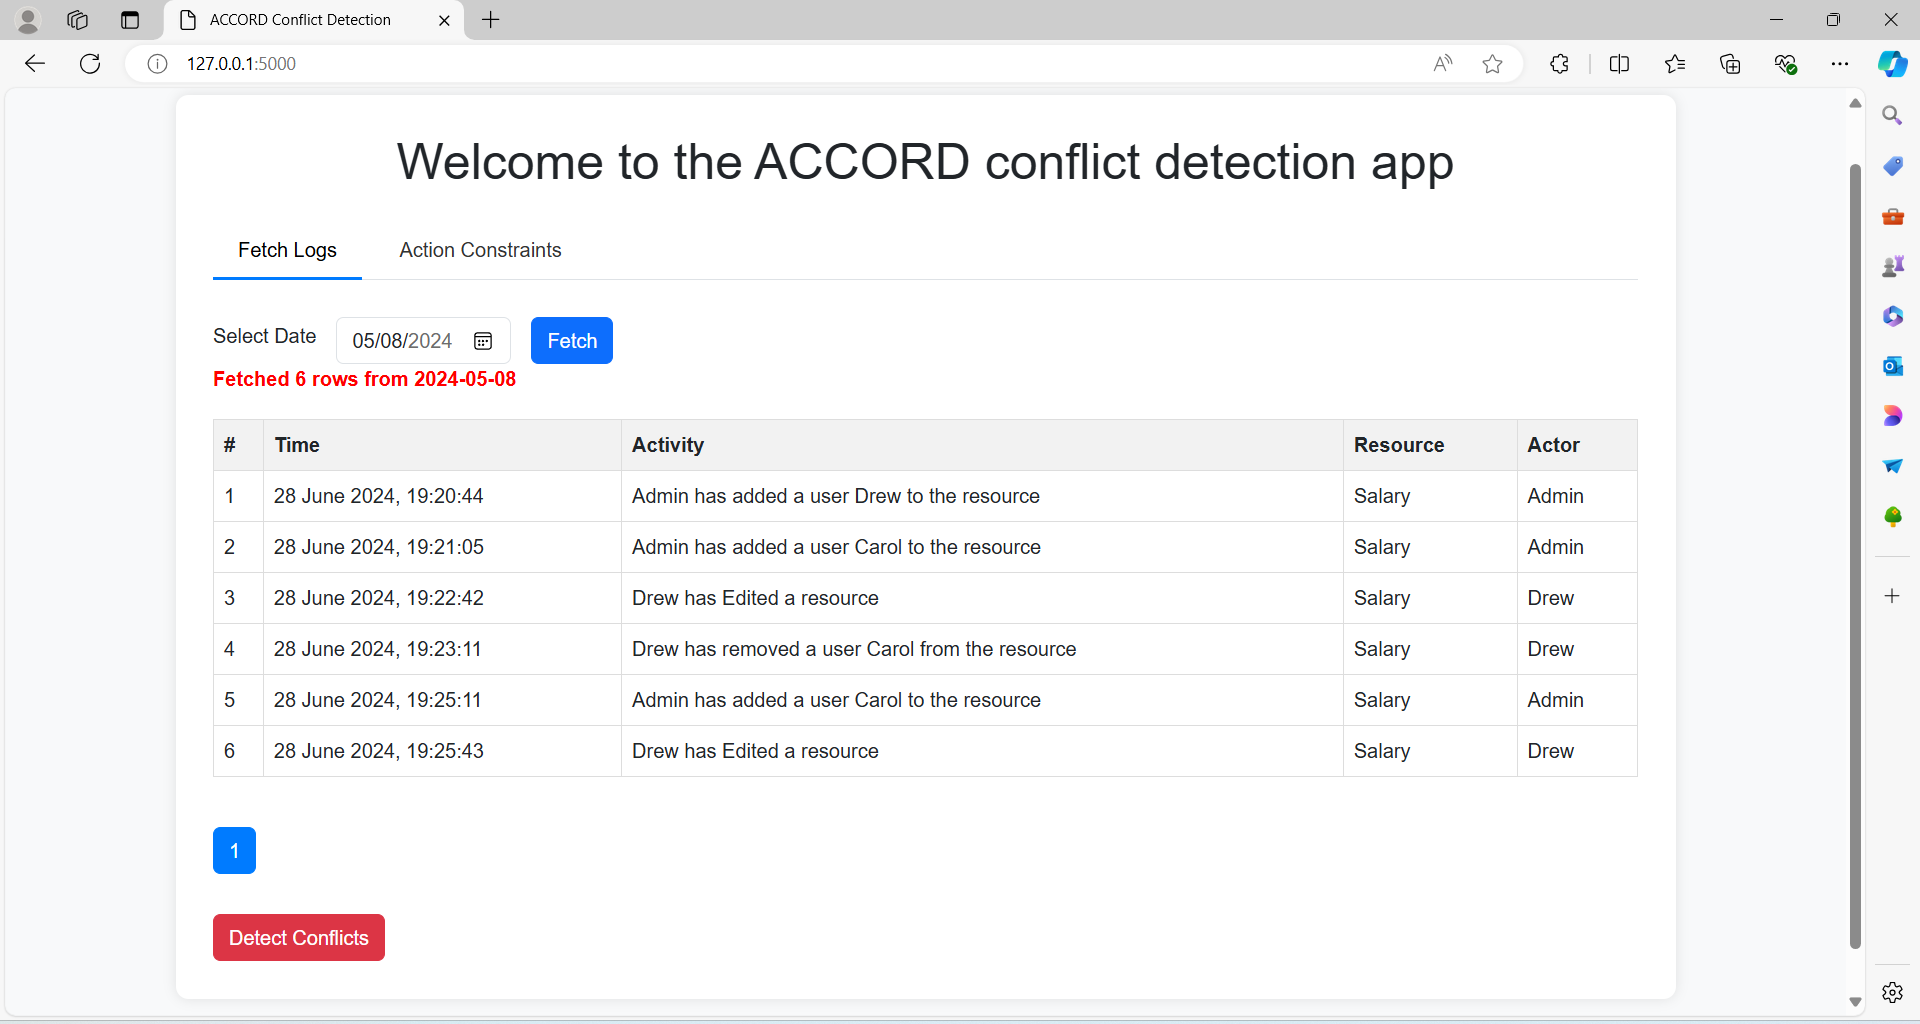 ACCORD Conflict Detection
127.0.0.1:5000
Welcome to the ACCORD conflict detection app
Fetch Logs Action Constraints
Select Date 05/08/2024 Fetch
Fetched 6 rows from 2024-05-08
# Time Activity Resource Actor
1 28 June 2024, 19:20:44 Admin has added a user Drew to the resource Salary Admin
2 28 June 2024, 19:21:05 Admin has added a user Carol to the resource Salary Admin
3 28 June 2024, 19:22:42 Drew has Edited a resource Salary Drew
4 28 June 2024, 19:23:11 Drew has removed a user Carol from the resource Salary Drew
5 28 June 2024, 19:25:11 Admin has added a user Carol to the resource Salary Admin
6 28 June 2024, 19:25:43 Drew has Edited a resource Salary Drew
1
Detect Conflicts